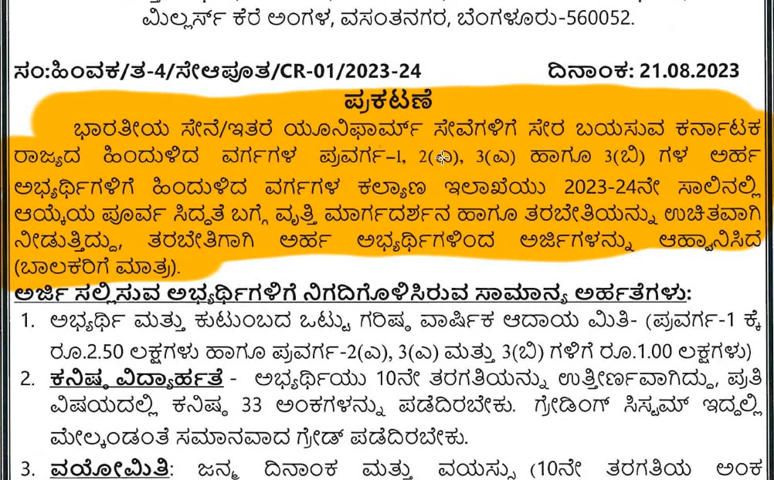 ಮಿಲ್ಲರ್ಸ್ ಕೆರೆ ಅಂಗಳ, ವಸಂತನಗರ, ಬೆಂಗಳೂರು-560052.
ಸಂ:ಹಿಂವಕ/ತ-4/ಸೇಆಪೂತ/CR-01/2023-24 ದಿನಾಂಕ: 21.08.2023
ಪ್ರಕಟಣೆ
ಭಾರತೀಯ ಸೇನೆ/ಇತರೆ ಯೂನಿಫಾರ್ಮ್ ಸೇವೆಗಳಿಗೆ ಸೇರ ಬಯಸುವ ಕರ್ನಾಟಕ
ರಾಜ್ಯದ ಹಿಂದುಳಿದ ವರ್ಗಗಳ ಪ್ರವರ್ಗ-1, 2(ಎ), 3(ಎ) ಹಾಗೂ 3(ಬಿ) ಗಳ ಅರ್ಹ
ಅಭ್ಯರ್ಥಿಗಳಿಗೆ ಹಿಂದುಳಿದ ವರ್ಗಗಳ ಕಲ್ಯಾಣ ಇಲಾಖೆಯು 2023-24ನೇ ಸಾಲಿನಲ್ಲಿ
ಆಯ್ಕೆಯ ಪೂರ್ವ ಸಿದ್ಧತೆ ಬಗ್ಗೆ ವೃತ್ತಿ ಮಾರ್ಗದರ್ಶನ ಹಾಗೂ ತರಬೇತಿಯನ್ನು ಉಚಿತವಾಗಿ
ನೀಡುತ್ತಿದ್ದು, ತರಬೇತಿಗಾಗಿ ಅರ್ಹ ಅಭ್ಯರ್ಥಿಗಳಿಂದ ಅರ್ಜಿಗಳನ್ನು ಆಹ್ವಾನಿಸಿದೆ
(ಬಾಲಕರಿಗೆ ಮಾತ್ರ).
ಅರ್ಜಿ ಸಲ್ಲಿಸುವ ಅಭ್ಯರ್ಥಿಗಳಿಗೆ ನಿಗದಿಗೊಳಿಸಿರುವ ಸಾಮಾನ್ಯ ಅರ್ಹತೆಗಳು:
1. ಅಭ್ಯರ್ಥಿ ಮತ್ತು ಕುಟುಂಬದ ಒಟ್ಟು ಗರಿಷ್ಠ ವಾರ್ಷಿಕ ಆದಾಯ ಮಿತಿ- (ಪ್ರವರ್ಗ-1 ಕ್ಕೆ
ರೂ.2.50 ಲಕ್ಷಗಳು ಹಾಗೂ ಪ್ರವರ್ಗ-2(ಎ), 3(ಎ) ಮತ್ತು 3(ಬಿ) ಗಳಿಗೆ ರೂ.1.00 ಲಕ್ಷಗಳು)
2. ಕನಿಷ್ಠ ವಿದ್ಯಾರ್ಹತೆ - ಅಭ್ಯರ್ಥಿಯು 10ನೇ ತರಗತಿಯನ್ನು ಉತ್ತೀರ್ಣವಾಗಿದ್ದು, ಪ್ರತಿ
ವಿಷಯದಲ್ಲಿ ಕನಿಷ್ಠ 33 ಅಂಕಗಳನ್ನು ಪಡೆದಿರಬೇಕು. ಗ್ರೇಡಿಂಗ್ ಸಿಸ್ಟಮ್ ಇದ್ದಲ್ಲಿ
ಮೇಲ್ಕಂಡಂತೆ ಸಮಾನವಾದ ಗ್ರೇಡ್ ಪಡೆದಿರಬೇಕು.
3. ವಯೋಮಿತಿ: ಜನ್ಮ ದಿನಾಂಕ ಮತ್ತು ವಯಸ್ಸು (10ನೇ ತರಗತಿಯ ಅಂಕ